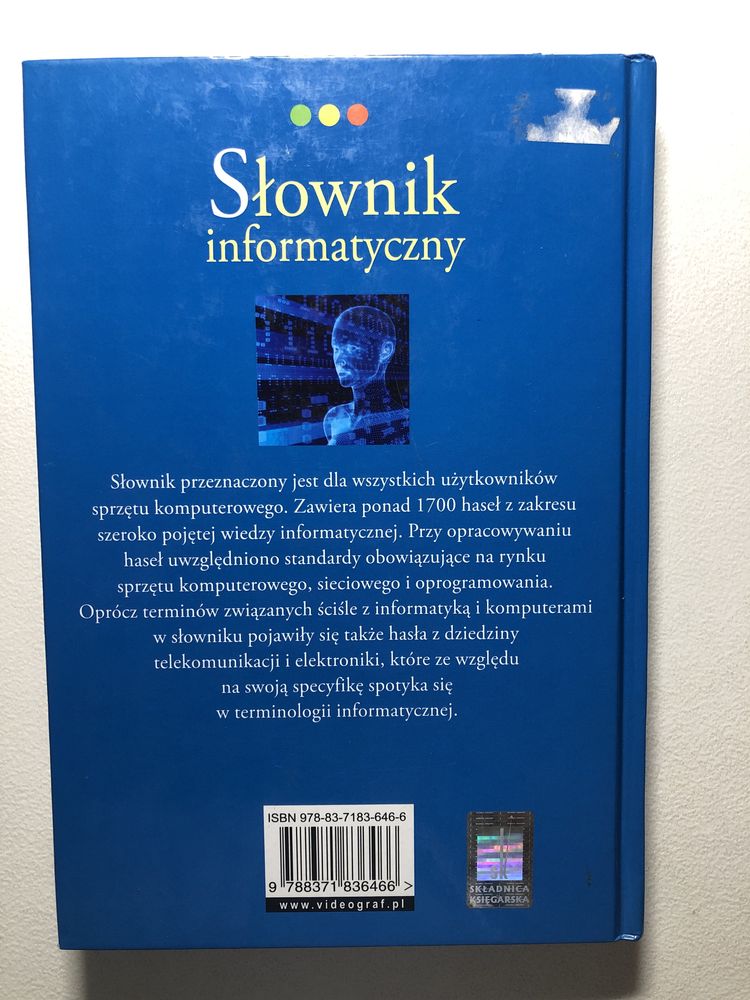 Słownik
informatyczny
Słownik przeznaczony jest dla wszystkich użytkowników
sprzętu komputerowego. Zawiera ponad 1700 haseł z zakresu
szeroko pojętej wiedzy informatycznej. Przy opracowywaniu
haseł uwzględniono standardy obowiązujące na rynku
sprzętu komputerowego, sieciowego i oprogramowania.
Oprócz terminów związanych ściśle z informatyką i komputerami
w słowniku pojawiły się także hasła z dziedziny
telekomunikacji i elektroniki, które ze względu
na swoją specyfikę spotyka się
w terminologii informatycznej.
ISBN 978-83-7183-646-6
9 788371 836466 >
www.videograf.pl
SK
SKŁADNICA
KSIĘGARSKA